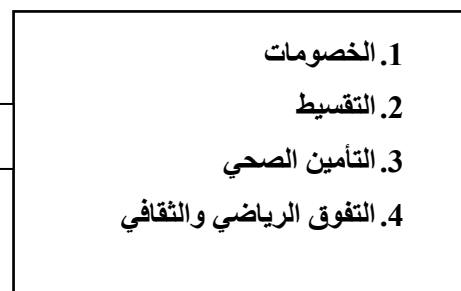 1. الخصومات
2. التقسيط
3. التأمين الصحي
4. التفوق الرياضي والثقافي